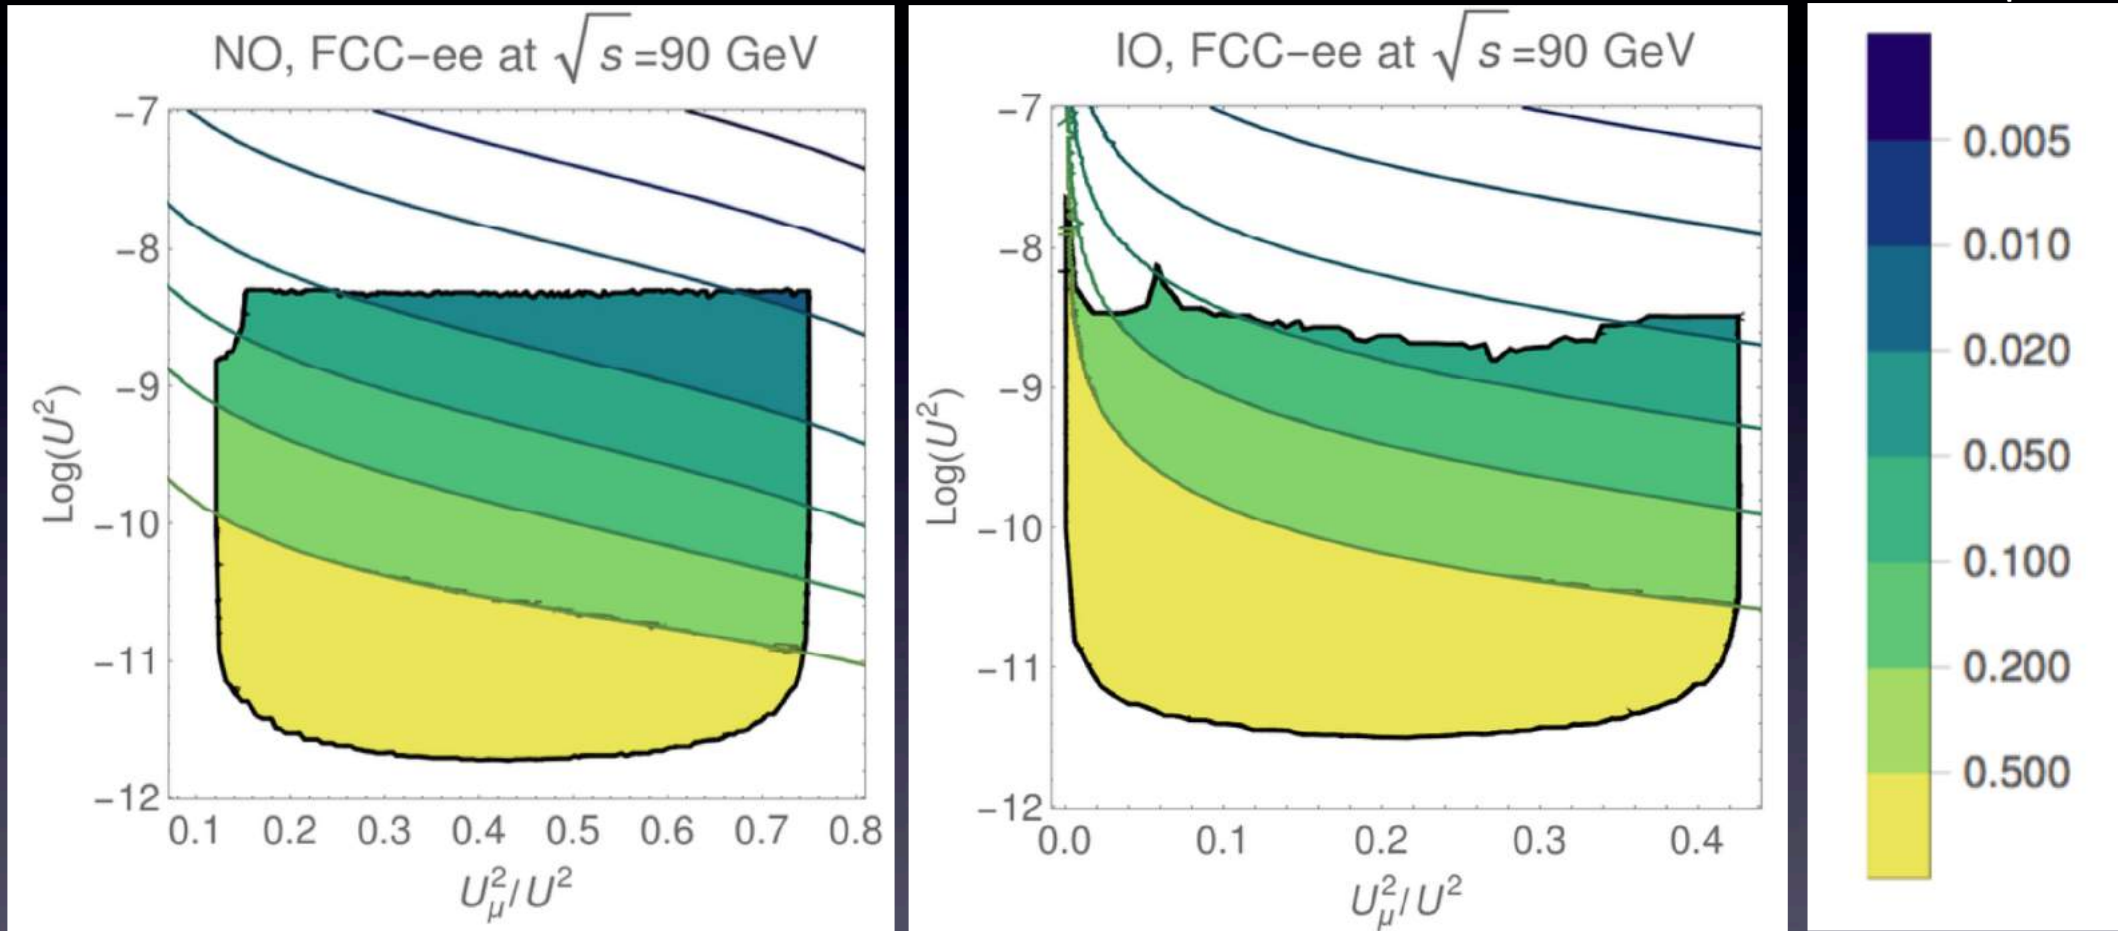 NO, FCC-ee at √s=90 GeV
-7
-8
-9
-10
-11
-12
Log(U²)
0.1 0.2 0.3 0.4 0.5 0.6 0.7 0.8
U²μ/U²
IO, FCC-ee at √s=90 GeV
-7
-8
-9
-10
-11
-12
Log(U²)
0.0 0.1 0.2 0.3 0.4
U²μ/U²
0.005
0.010
0.020
0.050
0.100
0.200
0.500